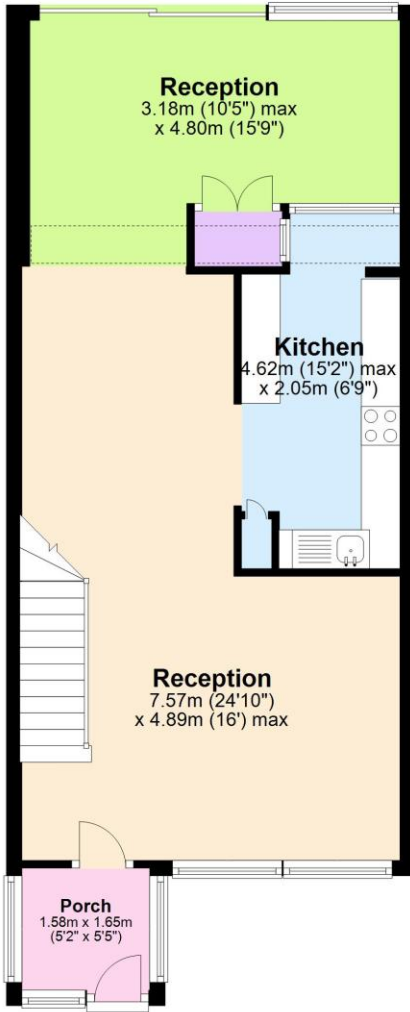 Reception
3.18m (10'5") max
x 4.80m (15'9")
Kitchen
4.62m (15'2") max
x 2.05m (6'9")
Reception
7.57m (24'10")
x 4.89m (16') max
Porch
1.58m x 1.65m
(5'2" x 5'5")